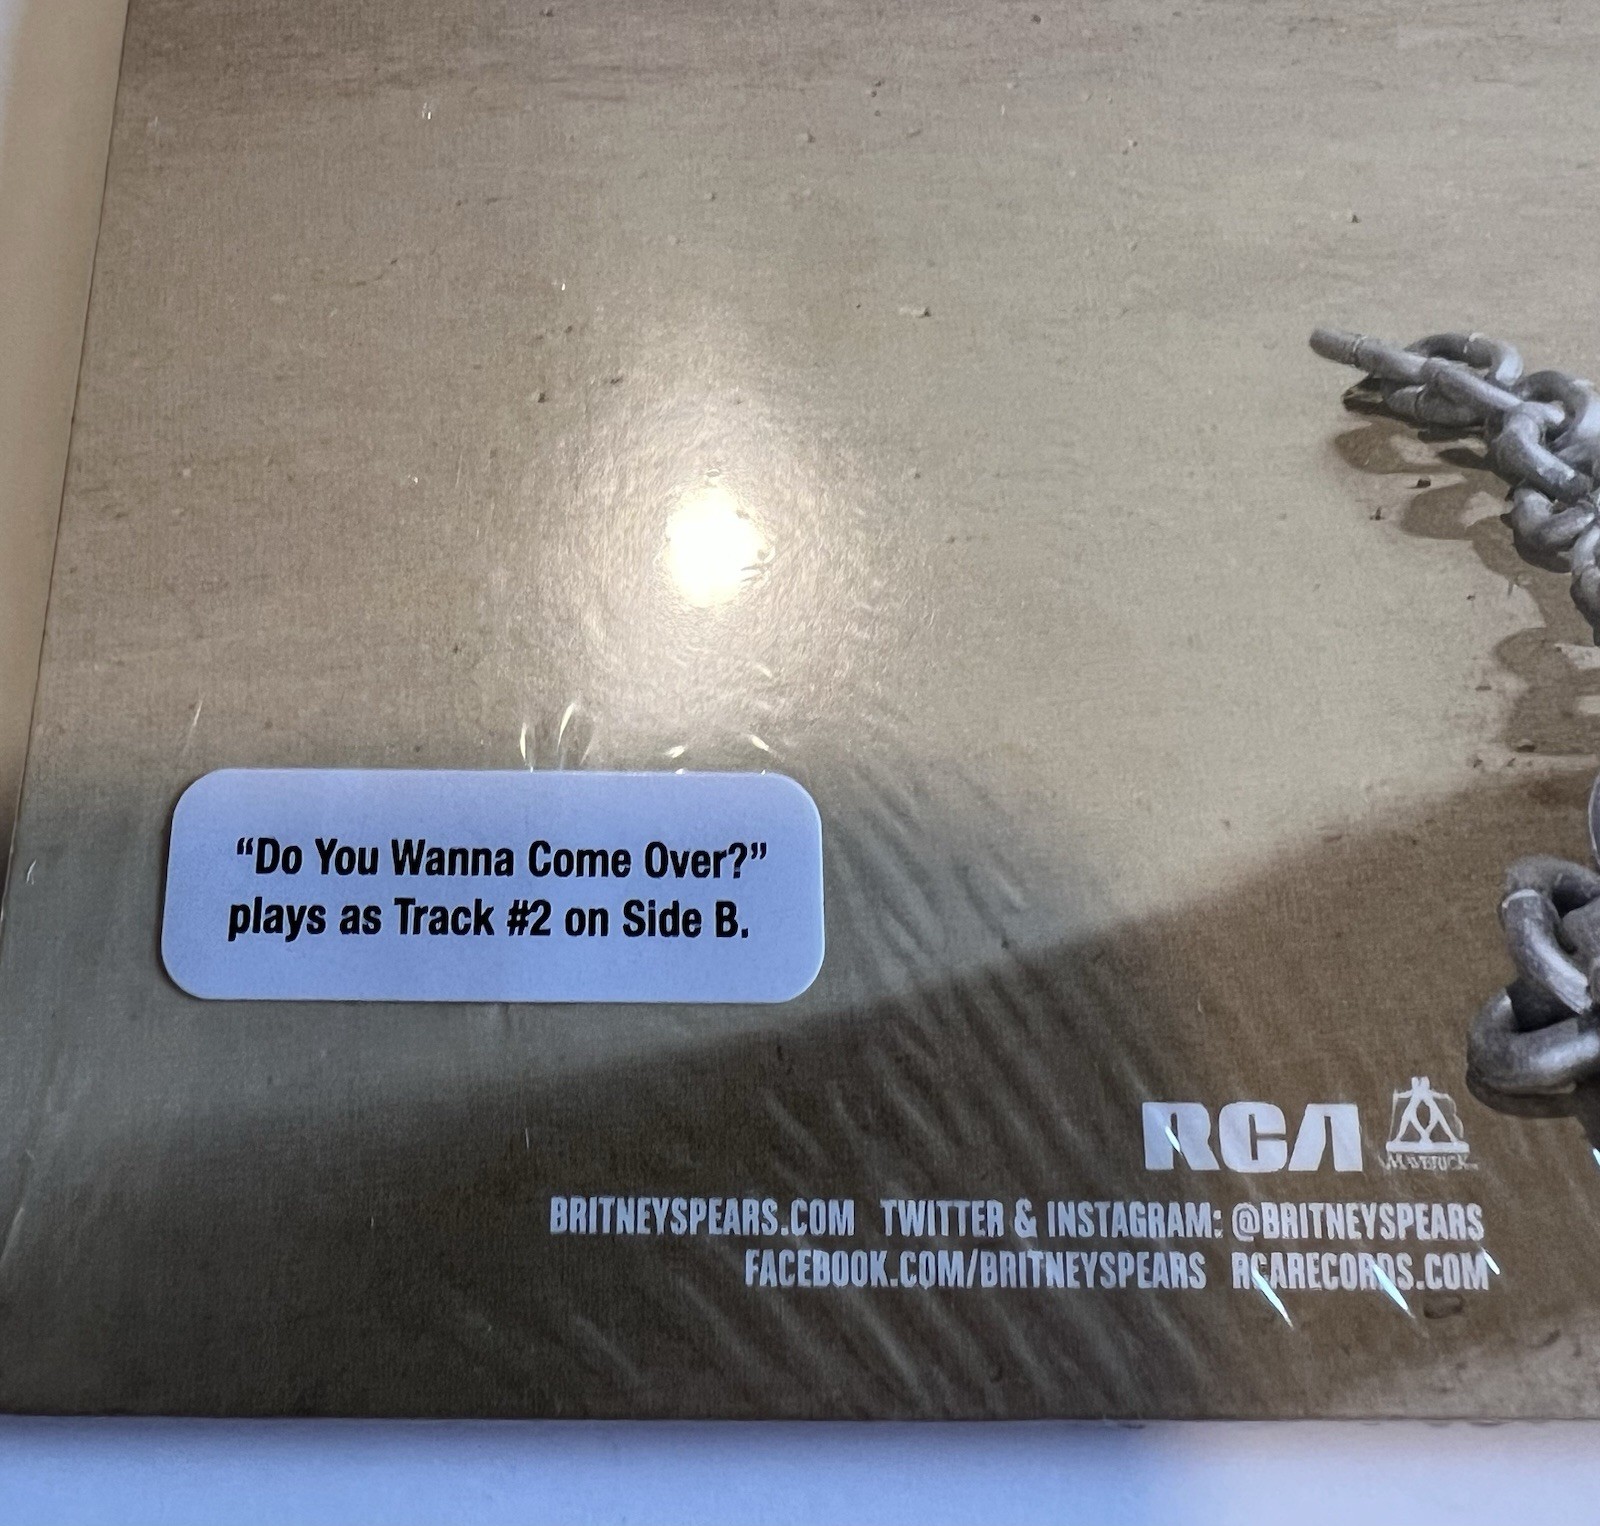 “Do You Wanna Come Over?”
plays as Track #2 on Side B.
RCA
MAVERICK
BRITNEYSPEARS.COM TWITTER & INSTAGRAM: @BRITNEYSPEARS
FACEBOOK.COM/BRITNEYSPEARS RCARECORDS.COM